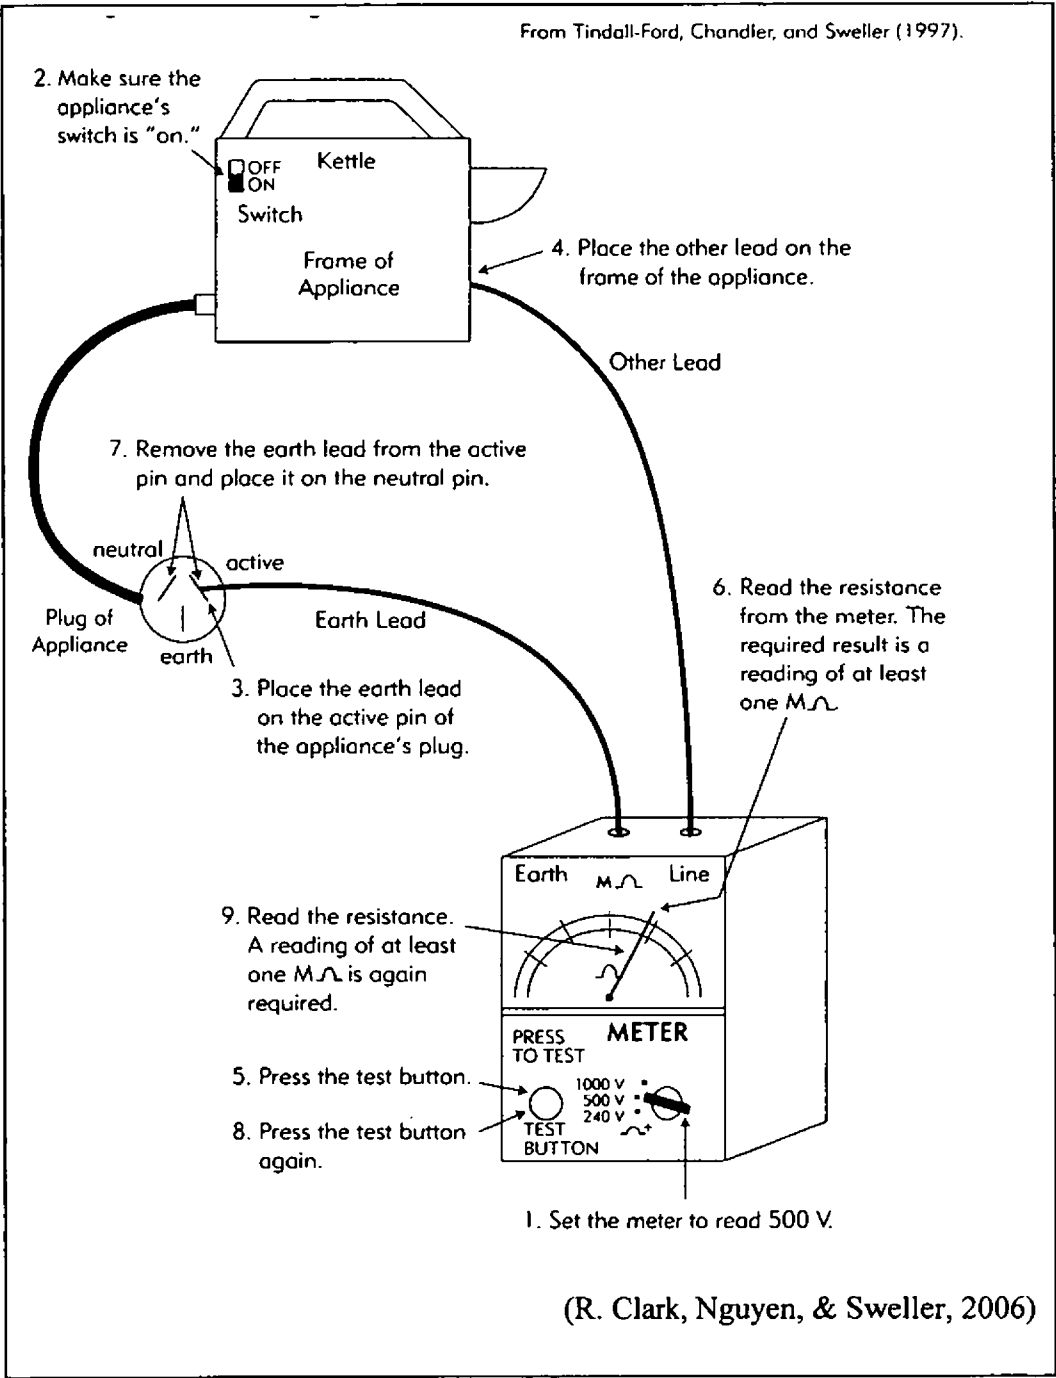 From Tindall-Ford, Chandler, and Sweller (1997).
2. Make sure the
appliance's
switch is "on."
OFF
ON
Kettle
Switch
Frame of
Appliance
4. Place the other lead on the
frame of the appliance.
Other Lead
7. Remove the earth lead from the active
pin and place it on the neutral pin.
neutral
active
Plug of
Appliance
earth
Earth Lead
3. Place the earth lead
on the active pin of
the appliance's plug.
6. Read the resistance
from the meter. The
required result is a
reading of at least
one MΩ
Earth
MΩ
Line
9. Read the resistance.
A reading of at least
one MΩ is again
required.
Ω
PRESS
TO TEST
METER
5. Press the test button.
8. Press the test button
again.
1000 V
500 V
240 V
Ω+
TEST
BUTTON
1. Set the meter to read 500 V.
(R. Clark, Nguyen, & Sweller, 2006)